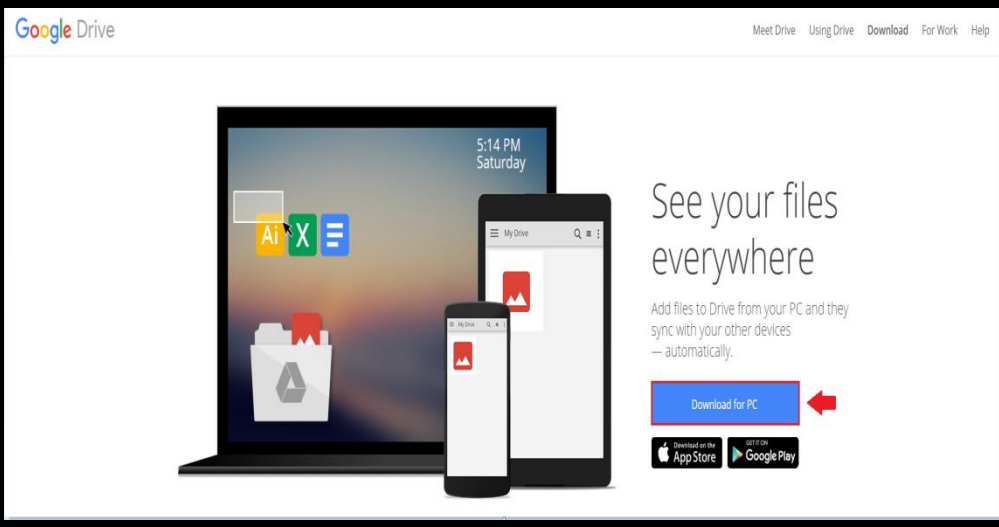 Google Drive
Meet Drive Using Drive Download For Work Help
5:14 PM
Saturday
Ai X
My Drive
My Drive
See your files
everywhere
Add files to Drive from your PC and they
sync with your other devices
— automatically.
Download for PC
Download on the
App Store
GET IT ON
Google Play